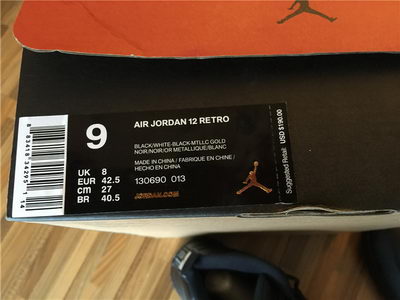 9
AIR JORDAN 12 RETRO
BLACK/WHITE-BLACK-MTLLC GOLD
NOIR/NOIR/OR METALLIQUE/BLANC
MADE IN CHINA / FABRIQUE EN CHINE /
HECHO EN CHINA
130690 013
JORDAN.COM
UK 8
EUR 42.5
cm 27
BR 40.5
Suggested Retail: USD $190.00